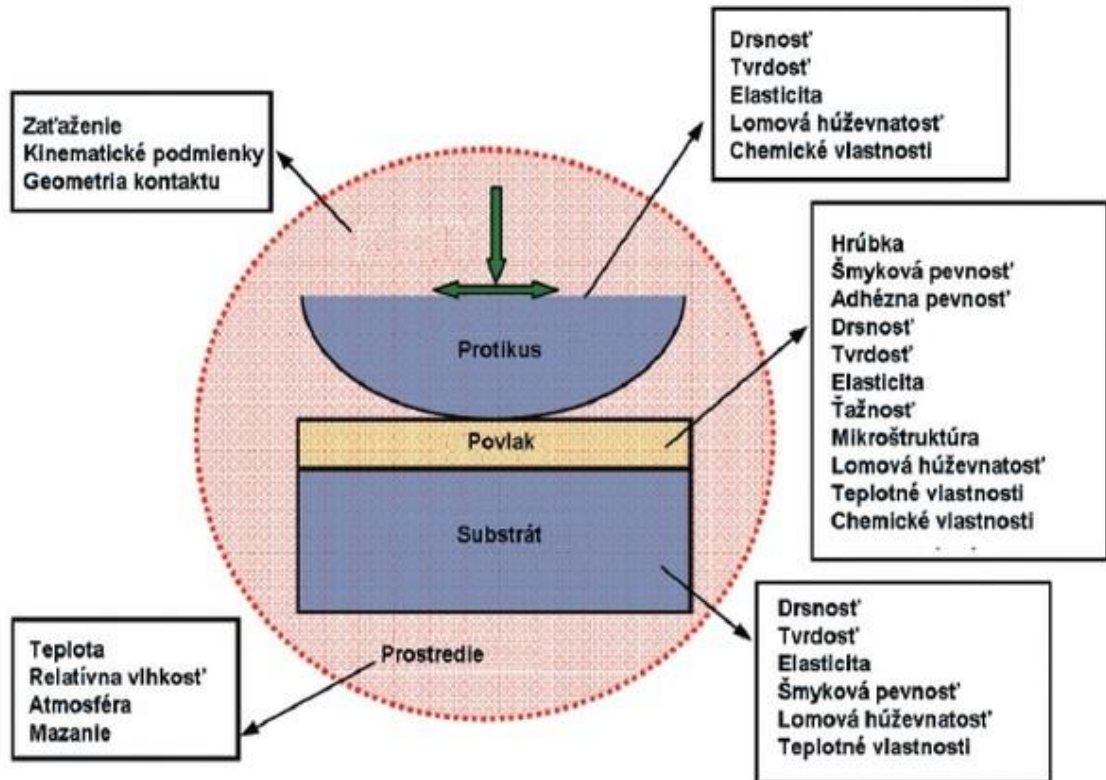 Drsnosť
Tvrdosť
Elasticita
Lomová húževnatosť
Chemické vlastnosti
Zaťaženie
Kinematické podmienky
Geometria kontaktu
Hrúbka
Šmyková pevnosť
Adhézna pevnosť
Drsnosť
Tvrdosť
Elasticita
Ťažnosť
Mikroštruktúra
Lomová húževnatosť
Teplotné vlastnosti
Chemické vlastnosti
Protikus
Povlak
Substrát
Prostredie
Teplota
Relatívna vlhkosť
Atmosféra
Mazanie
Drsnosť
Tvrdosť
Elasticita
Šmyková pevnosť
Lomová húževnatosť
Teplotné vlastnosti